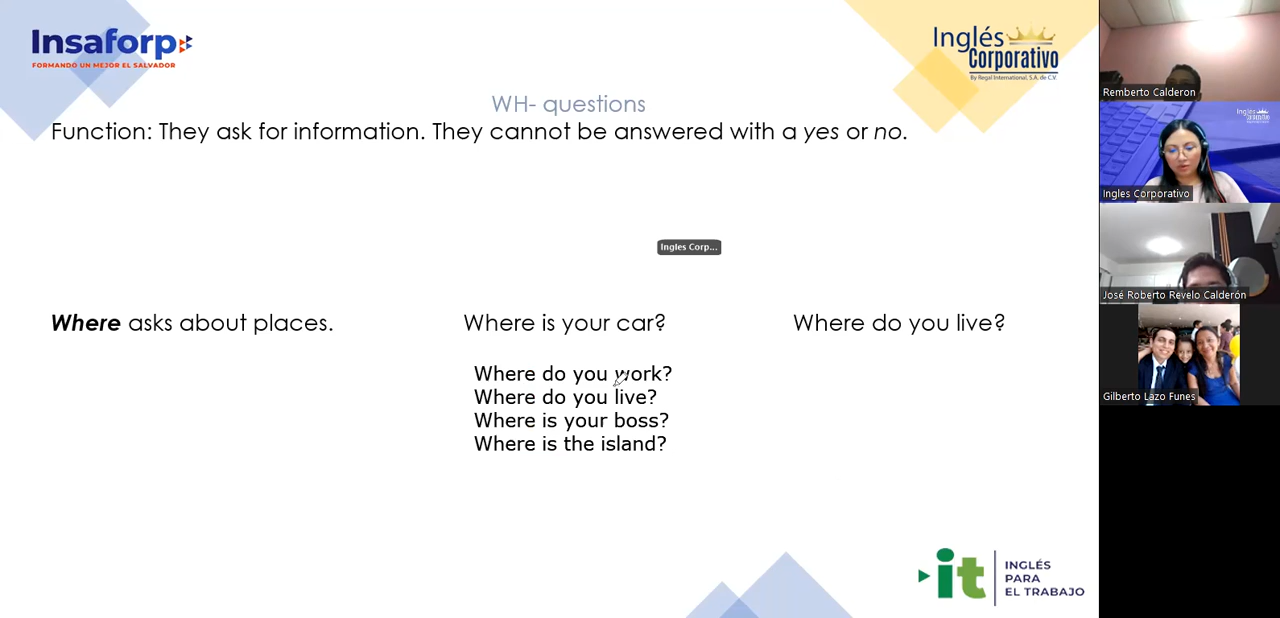 Insaforp
FORMANDO UN MEJOR EL SALVADOR
Inglés
Corporativo
By Regal International, S.A. de C.V.
WH- questions
Function: They ask for information. They cannot be answered with a yes or no.
Ingles Corp...
Where asks about places.
Where is your car?
Where do you live?
Where do you work?
Where do you live?
Where is your boss?
Where is the island?
it
INGLÉS
PARA
EL TRABAJO
Remberto Calderon
Ingles Corporativo
José Roberto Revelo Calderón
Gilberto Lazo Funes